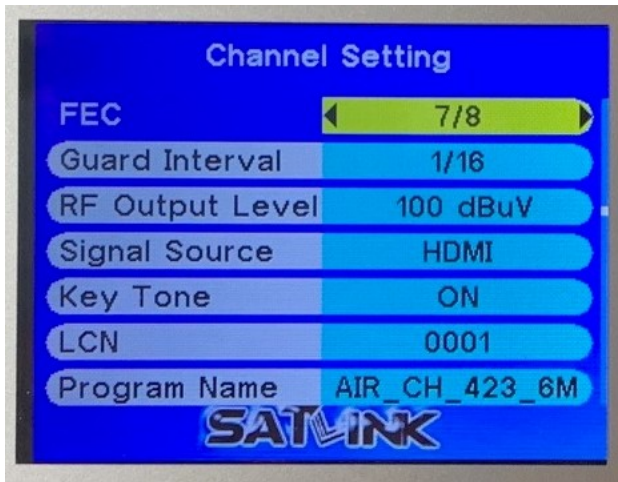 Channel Setting
FEC 7/8
Guard Interval 1/16
RF Output Level 100 dBuV
Signal Source HDMI
Key Tone ON
LCN 0001
Program Name AIR_CH_423_6M
SATLINK